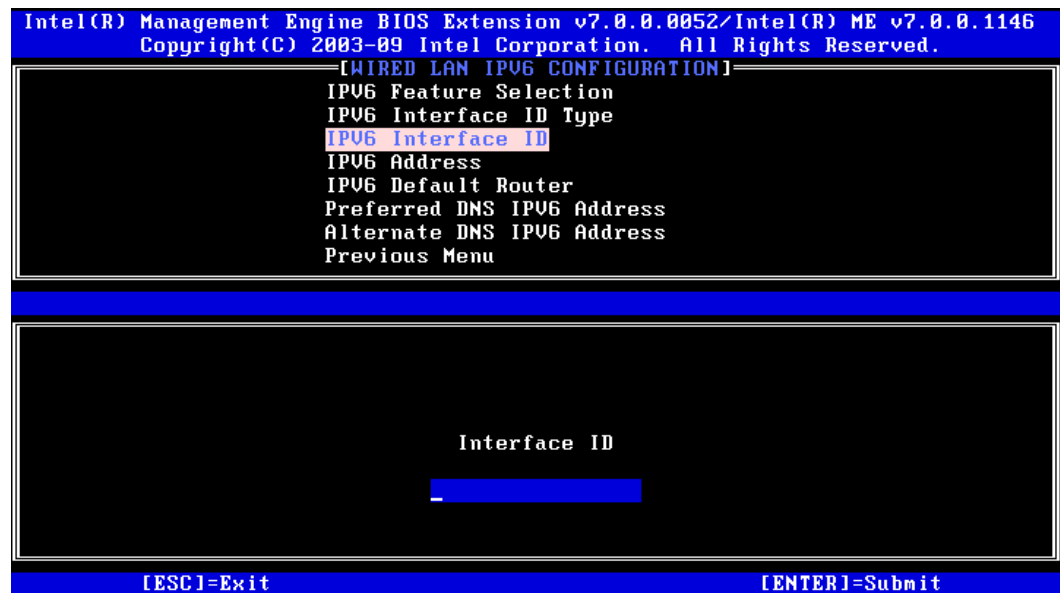 Intel(R) Management Engine BIOS Extension v7.0.0.0052/Intel(R) ME v7.0.0.1146
Copyright(C) 2003-09 Intel Corporation. All Rights Reserved.
[WIRED LAN IPV6 CONFIGURATION]
IPV6 Feature Selection
IPV6 Interface ID Type
IPV6 Interface ID
IPV6 Address
IPV6 Default Router
Preferred DNS IPV6 Address
Alternate DNS IPV6 Address
Previous Menu
Interface ID
[ESC]=Exit [ENTER]=Submit